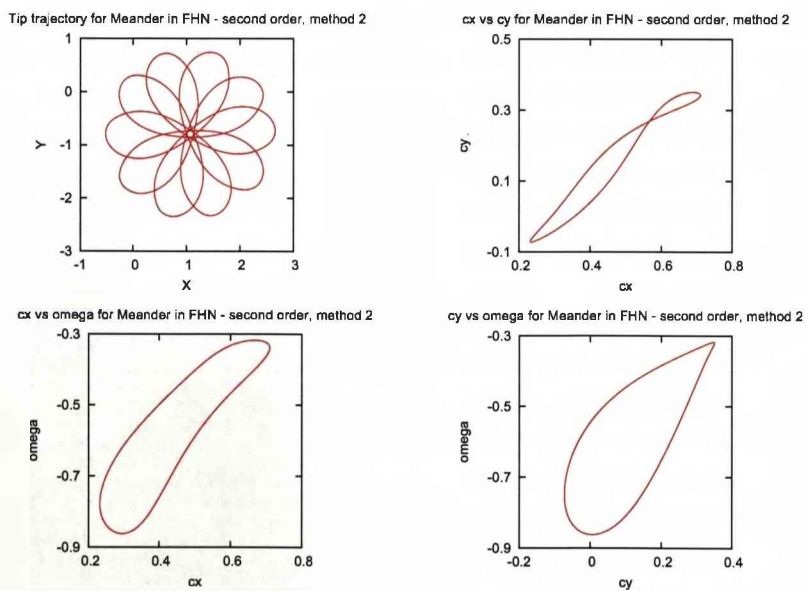 Tip trajectory for Meander in FHN - second order, method 2
1
0
-1
-2
-3
Y
-1 0 1 2 3
X
cx vs cy for Meander in FHN - second order, method 2
0.5
0.3
0.1
-0.1
cy.
0.2 0.4 0.6 0.8
cx
cx vs omega for Meander in FHN - second order, method 2
-0.3
-0.5
-0.7
-0.9
omega
0.2 0.4 0.6 0.8
cx
cy vs omega for Meander in FHN - second order, method 2
-0.3
-0.5
-0.7
-0.9
omega
-0.2 0 0.2 0.4
cy